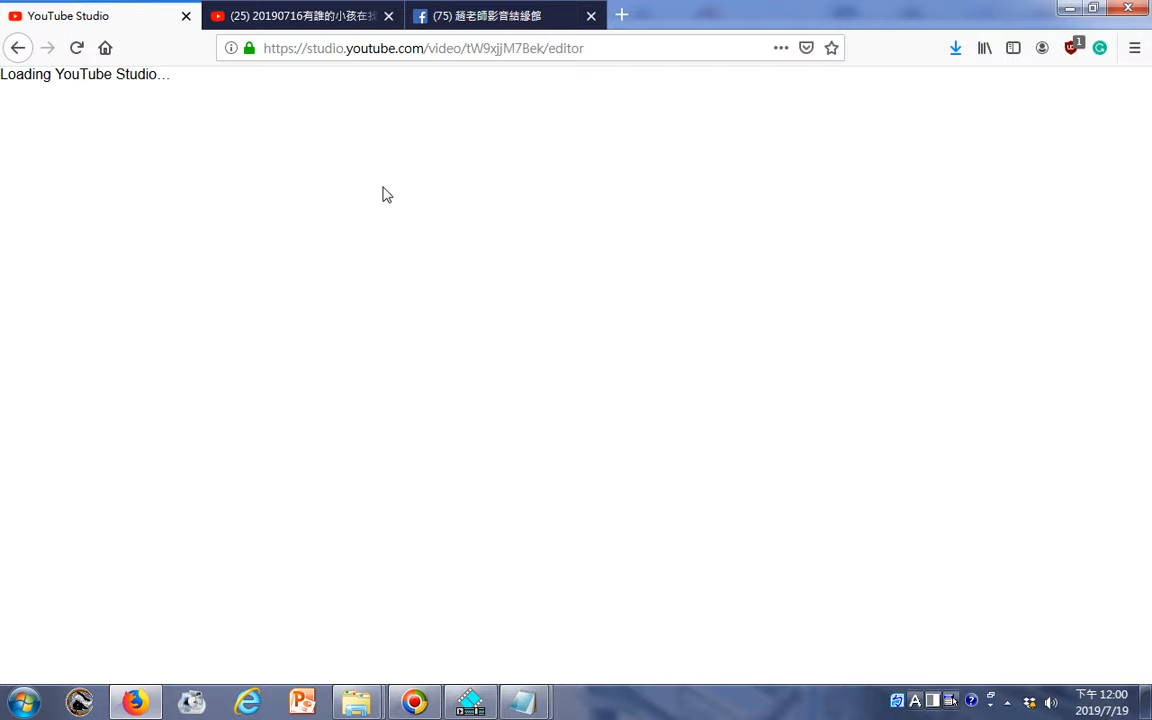 YouTube Studio
(25) 20190716有誰的小孩在找
(75) 趙老師影音結緣館
https://studio.youtube.com/video/tW9xjjM7Bek/editor
1
Loading YouTube Studio…
A
下午 12:00
2019/7/19